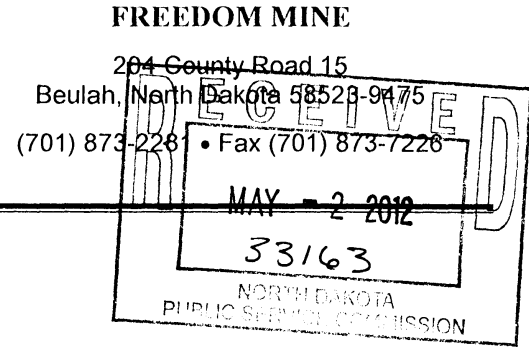 FREEDOM MINE
204 County Road 15
Beulah, North Dakota 58523-9475
(701) 873-2281 • Fax (701) 873-7226
RECEIVED
MAY - 2 2012
33163
NORTH DAKOTA
PUBLIC SERVICE COMMISSION